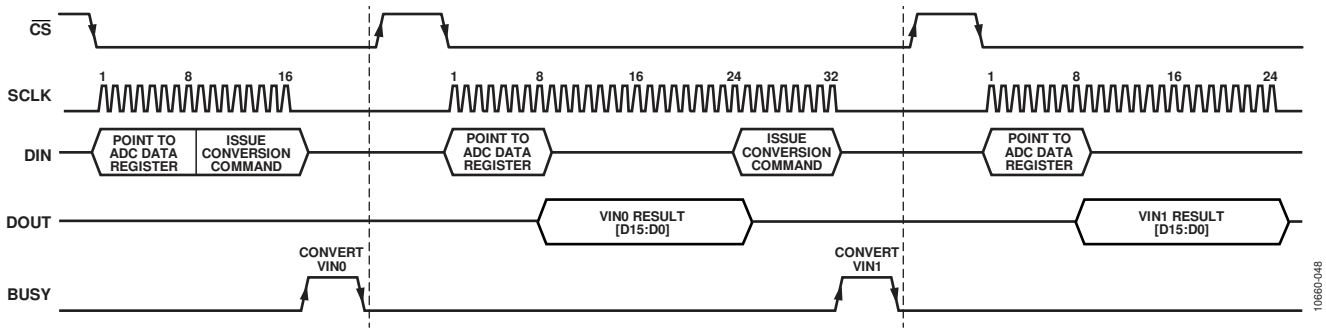 CS
SCLK
1 8 16 1 8 16 24 32 1 8 16 24
DIN
POINT TO
ADC DATA
REGISTER
ISSUE
CONVERSION
COMMAND
POINT TO
ADC DATA
REGISTER
ISSUE
CONVERSION
COMMAND
POINT TO
ADC DATA
REGISTER
DOUT
VIN0 RESULT
[D15:D0]
VIN1 RESULT
[D15:D0]
BUSY
CONVERT
VIN0
CONVERT
VIN1
10660-048